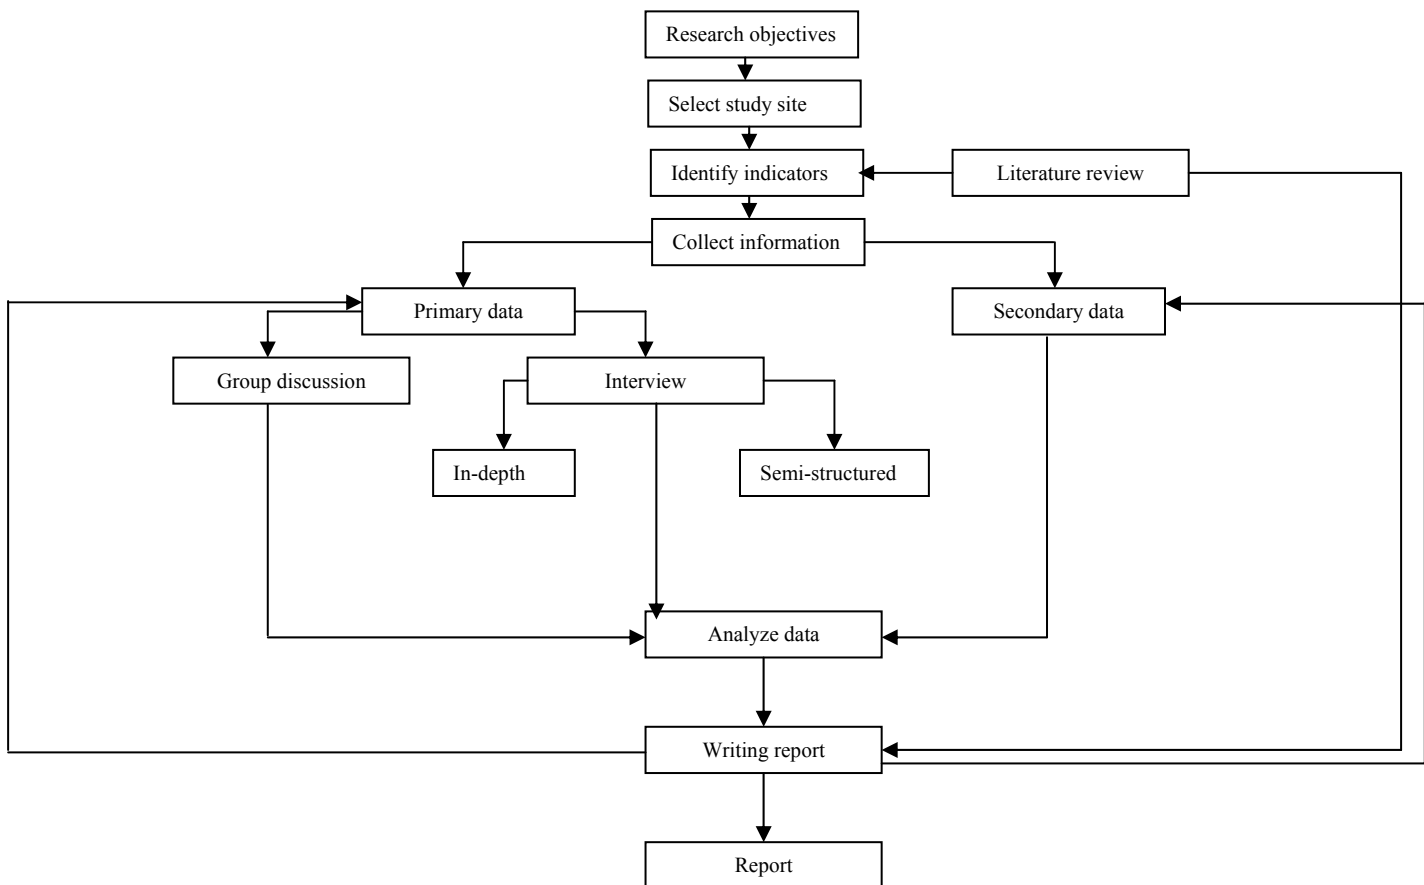 Research objectives
Select study site
Identify indicators
Literature review
Collect information
Primary data
Secondary data
Group discussion
Interview
In-depth
Semi-structured
Analyze data
Writing report
Report